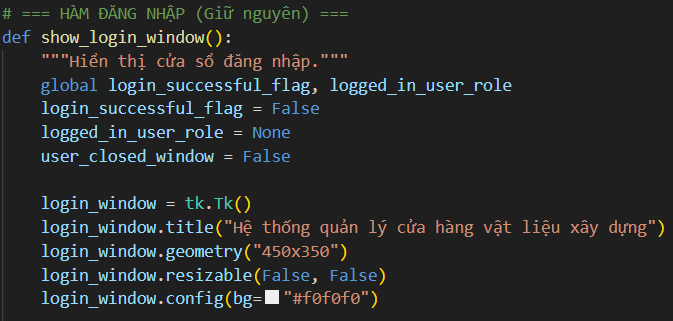 # === HÀM ĐĂNG NHẬP (Giữ nguyên) ===
def show_login_window():
    """Hiển thị cửa sổ đăng nhập."""
    global login_successful_flag, logged_in_user_role
    login_successful_flag = False
    logged_in_user_role = None
    user_closed_window = False

    login_window = tk.Tk()
    login_window.title("Hệ thống quản lý cửa hàng vật liệu xây dựng")
    login_window.geometry("450x350")
    login_window.resizable(False, False)
    login_window.config(bg="#f0f0f0")